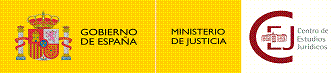 GOBIERNO
DE ESPAÑA
MINISTERIO
DE JUSTICIA
Centro de
Estudios
Jurídicos